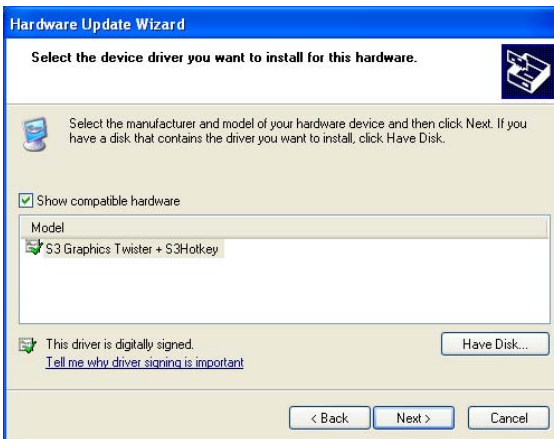 Hardware Update Wizard
Select the device driver you want to install for this hardware.
Select the manufacturer and model of your hardware device and then click Next. If you
have a disk that contains the driver you want to install, click Have Disk.
Show compatible hardware
Model
S3 Graphics Twister + S3Hotkey
This driver is digitally signed.
Have Disk...
Tell me why driver signing is important
< Back
Next >
Cancel